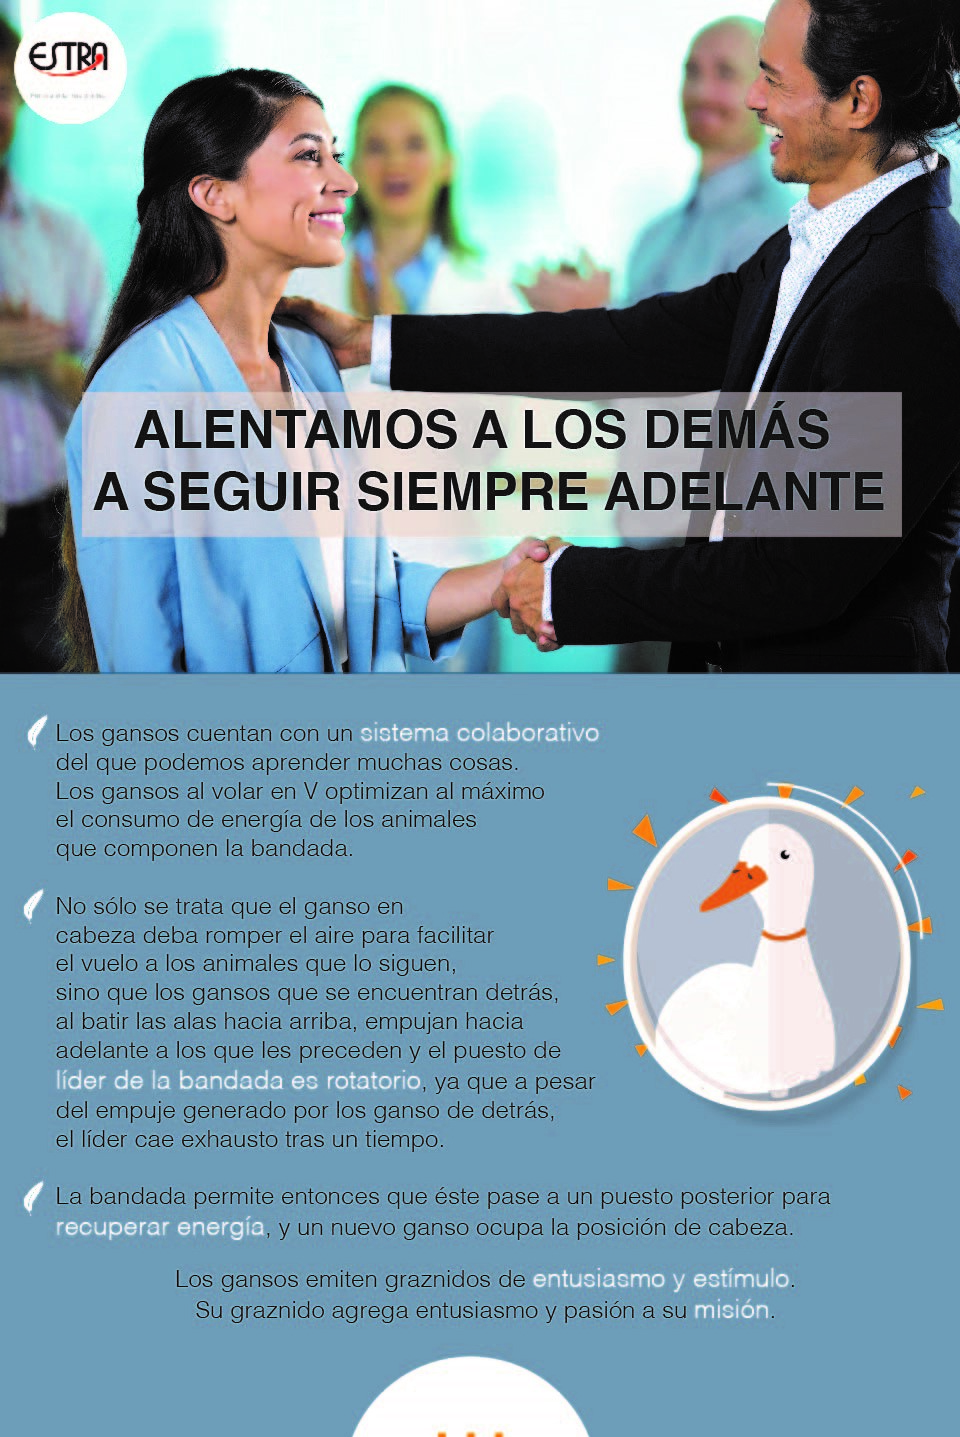 ESTRA
ALENTAMOS A LOS DEMÁS
A SEGUIR SIEMPRE ADELANTE
Los gansos cuentan con un sistema colaborativo
del que podemos aprender muchas cosas.
Los gansos al volar en V optimizan al máximo
el consumo de energía de los animales
que componen la bandada.
No sólo se trata que el ganso en
cabeza deba romper el aire para facilitar
el vuelo a los animales que lo siguen,
sino que los gansos que se encuentran detrás,
al batir las alas hacia arriba, empujan hacia
adelante a los que les preceden y el puesto de
líder de la bandada es rotatorio, ya que a pesar
del empuje generado por los ganso de detrás,
el líder cae exhausto tras un tiempo.
La bandada permite entonces que éste pase a un puesto posterior para
recuperar energía, y un nuevo ganso ocupa la posición de cabeza.
Los gansos emiten graznidos de entusiasmo y estímulo.
Su graznido agrega entusiasmo y pasión a su misión.